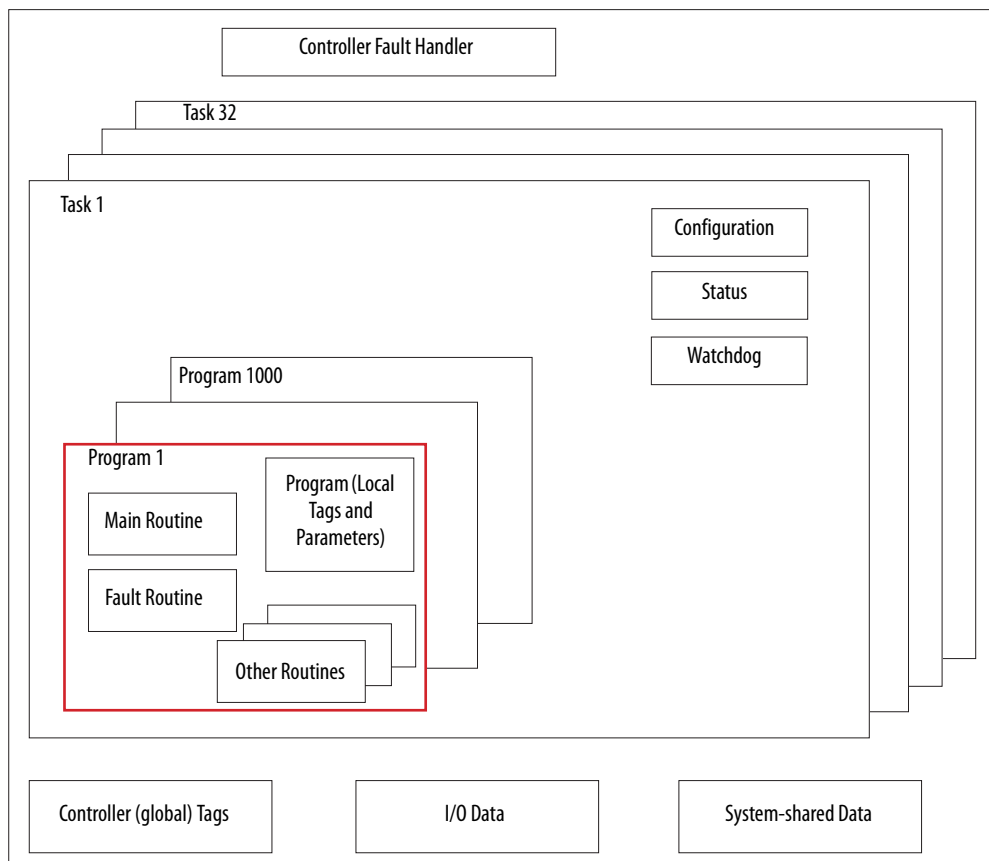 Controller Fault Handler
Task 32
Task 1
Configuration
Status
Watchdog
Program 1000
Program 1
Program (Local
Tags and
Parameters)
Main Routine
Fault Routine
Other Routines
Controller (global) Tags
I/O Data
System-shared Data